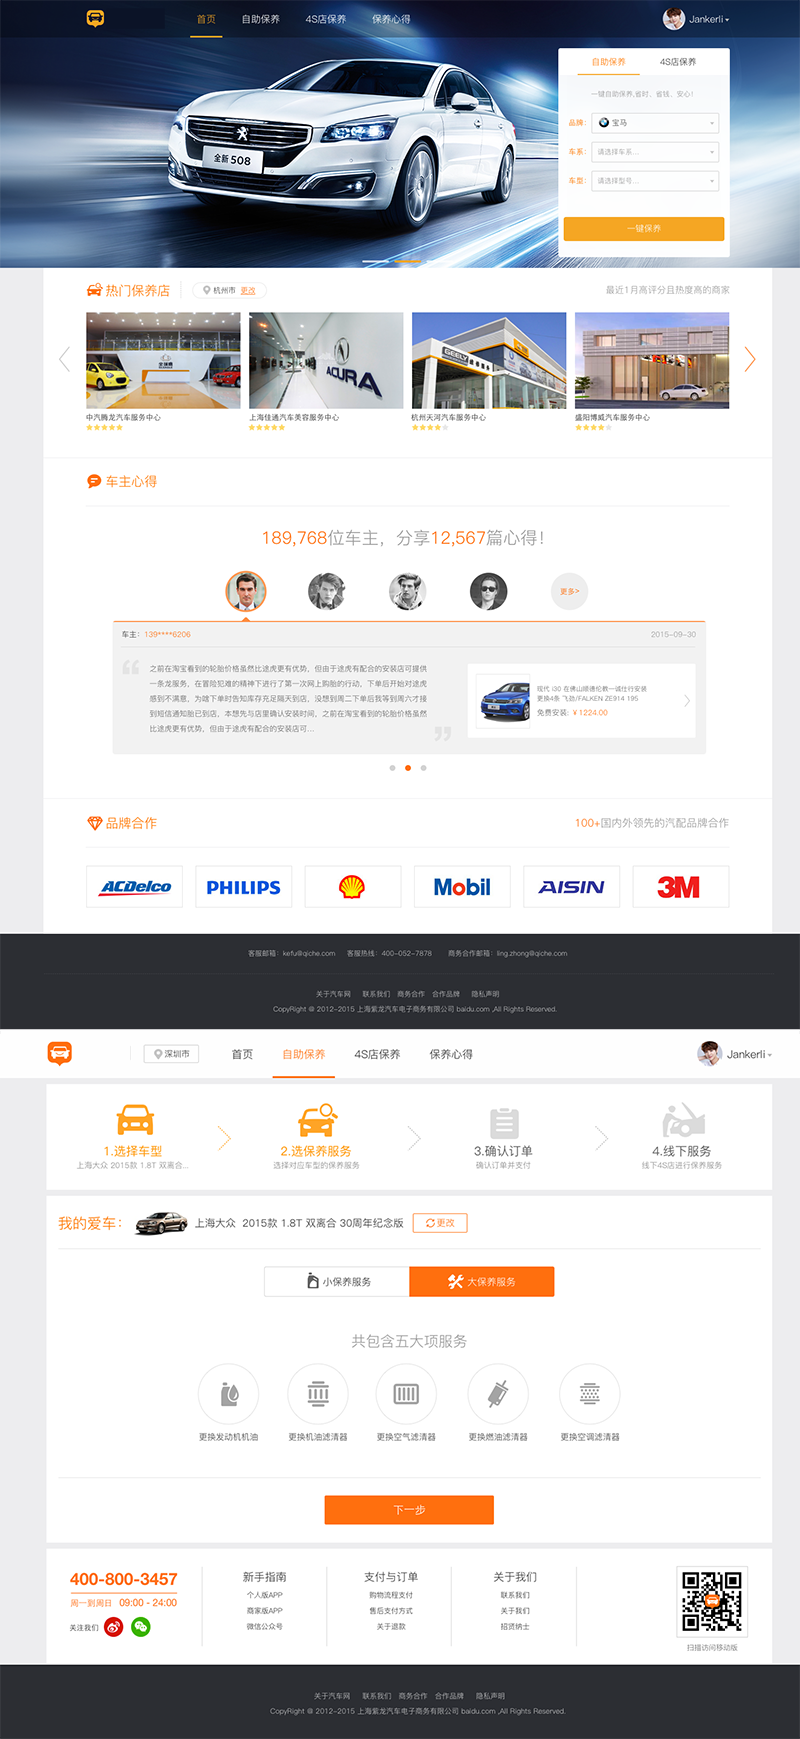 首页 自助保养 4S店保养 保养心得 Jankerli
自助保养 4S店保养
一键自助保养,省时、省钱、安心!
品牌: 宝马
车系: 请选择车系...
车型: 请选择型号...
一键保养
全新 508
热门保养店 杭州市 更改 最近1月高评分且热度高的商家
ACURA
GEELY
中汽腾龙汽车服务中心 上海佳通汽车美容服务中心 杭州天河汽车服务中心 盛阳博威汽车服务中心
车主心得
189,768位车主，分享12,567篇心得!
更多>
车主: 139****6206 2015-09-30
之前在淘宝看到的轮胎价格虽然比途虎更有优势，但由于途虎有配合的安装店可提供
一条龙服务，在冒险犯难的精神下进行了第一次网上购胎的行动，下单后开始对途虎
感到不满意，为啥下单时告知库存充足隔天到店，没想到周二下单后我等到周六才接
到短信通知胎已到店，本想先与店里确认安装时间，之前在淘宝看到的轮胎价格虽然
比途虎更有优势，但由于途虎有配合的安装店可...
现代 i30 在佛山顺通伦教一诚仕行安装
更换4条 飞劲/FALKEN ZE914 195
免费安装: ￥1224.00
品牌合作 100+国内外领先的汽配品牌合作
ACDelco PHILIPS Mobil AISIN 3M
客服邮箱：kefu@qiche.com 客服热线：400-052-7878 商务合作邮箱：ling.zhong@qiche.com
关于汽车网 联系我们 商务合作 合作品牌 隐私声明
CopyRight @ 2012-2015 上海紫龙汽车电子商务有限公司 baidu.com ,All Rights Reserved.
深圳市 首页 自助保养 4S店保养 保养心得 Jankerli
1.选择车型 2.选保养服务 3.确认订单 4.线下服务
上海大众 2015款 1.8T 双离合... 选择对应车型的保养服务 确认订单并支付 线下4S店进行保养服务
我的爱车: 上海大众 2015款 1.8T 双离合 30周年纪念版 更改
小保养服务 大保养服务
共包含五大项服务
更换发动机机油 更换机油滤清器 更换空气滤清器 更换燃油滤清器 更换空调滤清器
下一步
400-800-3457
周一到周日 09:00 - 24:00
关注我们
新手指南
个人版APP
商家版APP
微信公众号
支付与订单
购物流程支付
售后支付方式
关于退款
关于我们
联系我们
关于我们
招贤纳士
扫描访问移动版
关于汽车网 联系我们 商务合作 合作品牌 隐私声明
CopyRight @ 2012-2015 上海紫龙汽车电子商务有限公司 baidu.com ,All Rights Reserved.